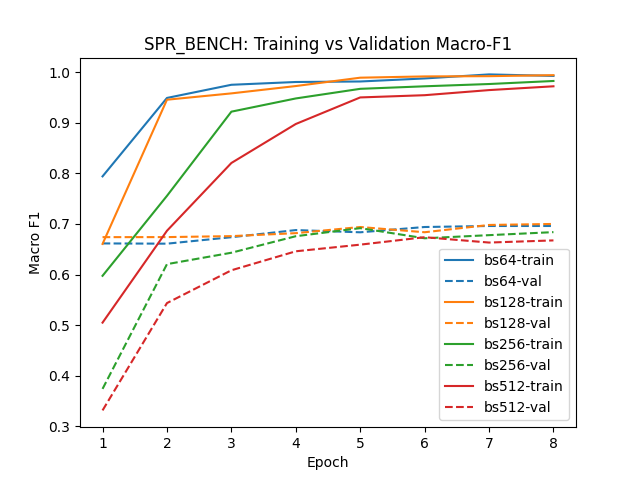 SPR_BENCH: Training vs Validation Macro-F1
Macro F1
1.0
0.9
0.8
0.7
0.6
0.5
0.4
0.3
bs64-train
bs64-val
bs128-train
bs128-val
bs256-train
bs256-val
bs512-train
bs512-val
1 2 3 4 5 6 7 8
Epoch